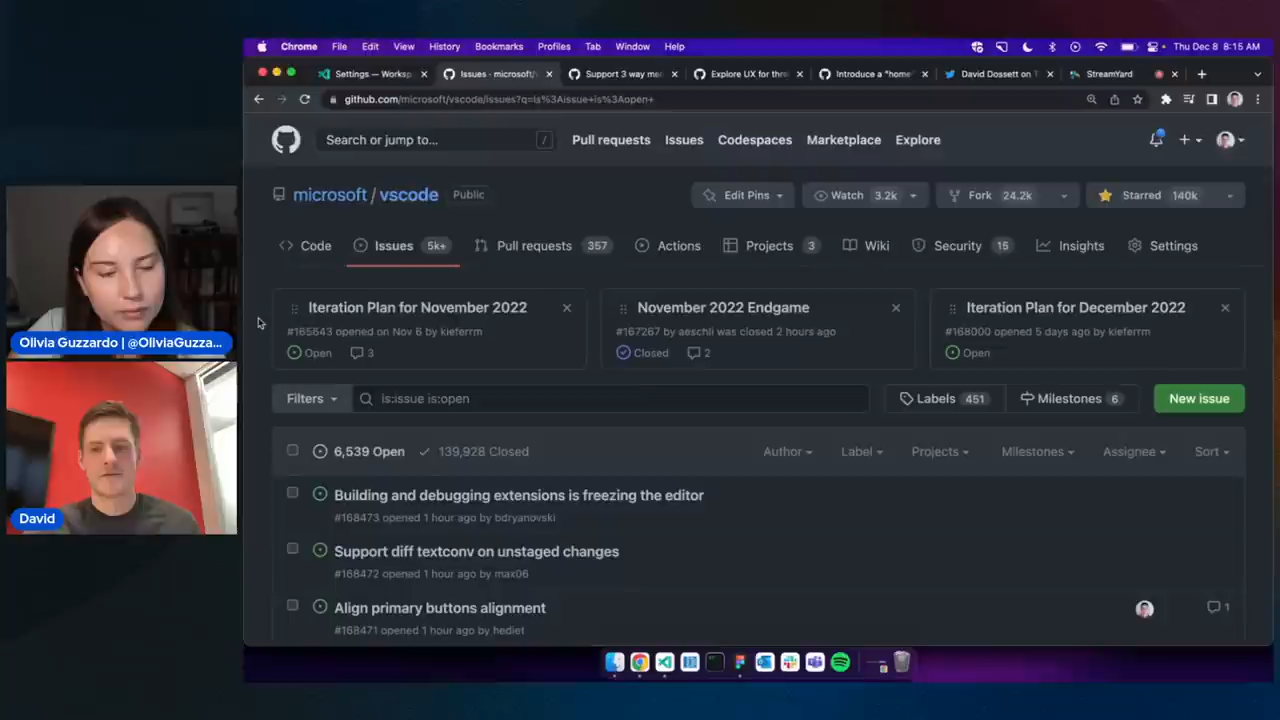 Chrome File Edit View History Bookmarks Profiles Tab Window Help Thu Dec 8 8:15 AM
Settings — Worksp Issues · microsoft/v Support 3 way me Explore UX for thr Introduce a "home David Dossett on T StreamYard
github.com/microsoft/vscode/issues?q=is%3Aissue+is%3Aopen+
Search or jump to... / Pull requests Issues Codespaces Marketplace Explore
microsoft / vscode Public Edit Pins Watch 3.2k Fork 24.2k Starred 140k
Code Issues 5k+ Pull requests 357 Actions Projects 3 Wiki Security 15 Insights Settings
Iteration Plan for November 2022
#165643 opened on Nov 6 by kieferrm
Open 3
November 2022 Endgame
#167267 by aeschli was closed 2 hours ago
Closed 2
Iteration Plan for December 2022
#168000 opened 5 days ago by kieferrm
Open
Filters is:issue is:open Labels 451 Milestones 6 New issue
6,539 Open 139,928 Closed Author Label Projects Milestones Assignee Sort
Building and debugging extensions is freezing the editor
#168473 opened 1 hour ago by bdryanovski
Support diff textconv on unstaged changes
#168472 opened 1 hour ago by max06
Align primary buttons alignment 1
#168471 opened 1 hour ago by hediet
Olivia Guzzardo | @OliviaGuzza...
David